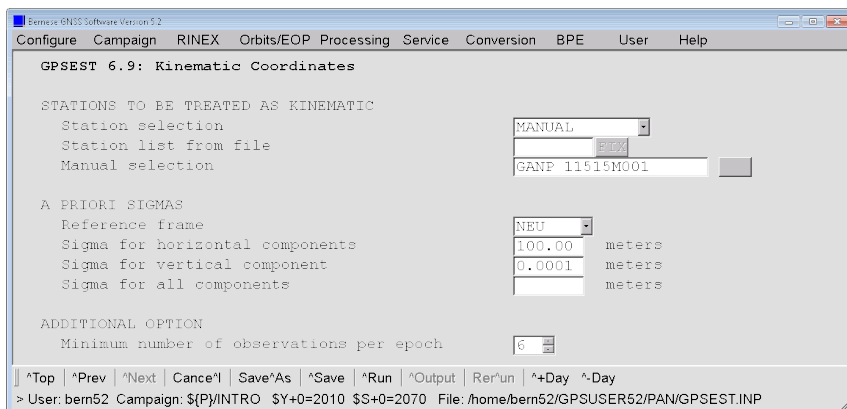 Bernese GNSS Software Version 5.2
Configure Campaign RINEX Orbits/EOP Processing Service Conversion BPE User Help
GPSEST 6.9: Kinematic Coordinates
STATIONS TO BE TREATED AS KINEMATIC
Station selection MANUAL
Station list from file FIX
Manual selection GANP 11515M001
A PRIORI SIGMAS
Reference frame NEU
Sigma for horizontal components 100.00 meters
Sigma for vertical component 0.0001 meters
Sigma for all components meters
ADDITIONAL OPTION
Minimum number of observations per epoch 6
^Top | ^Prev | ^Next | Cance^l | Save^As | ^Save | ^Run | ^Output | Rer^un | ^+Day ^-Day
> User: bern52 Campaign: ${P}/INTRO $Y+0=2010 $S+0=2070 File: /home/bern52/GPSUSER52/PAN/GPSEST.INP